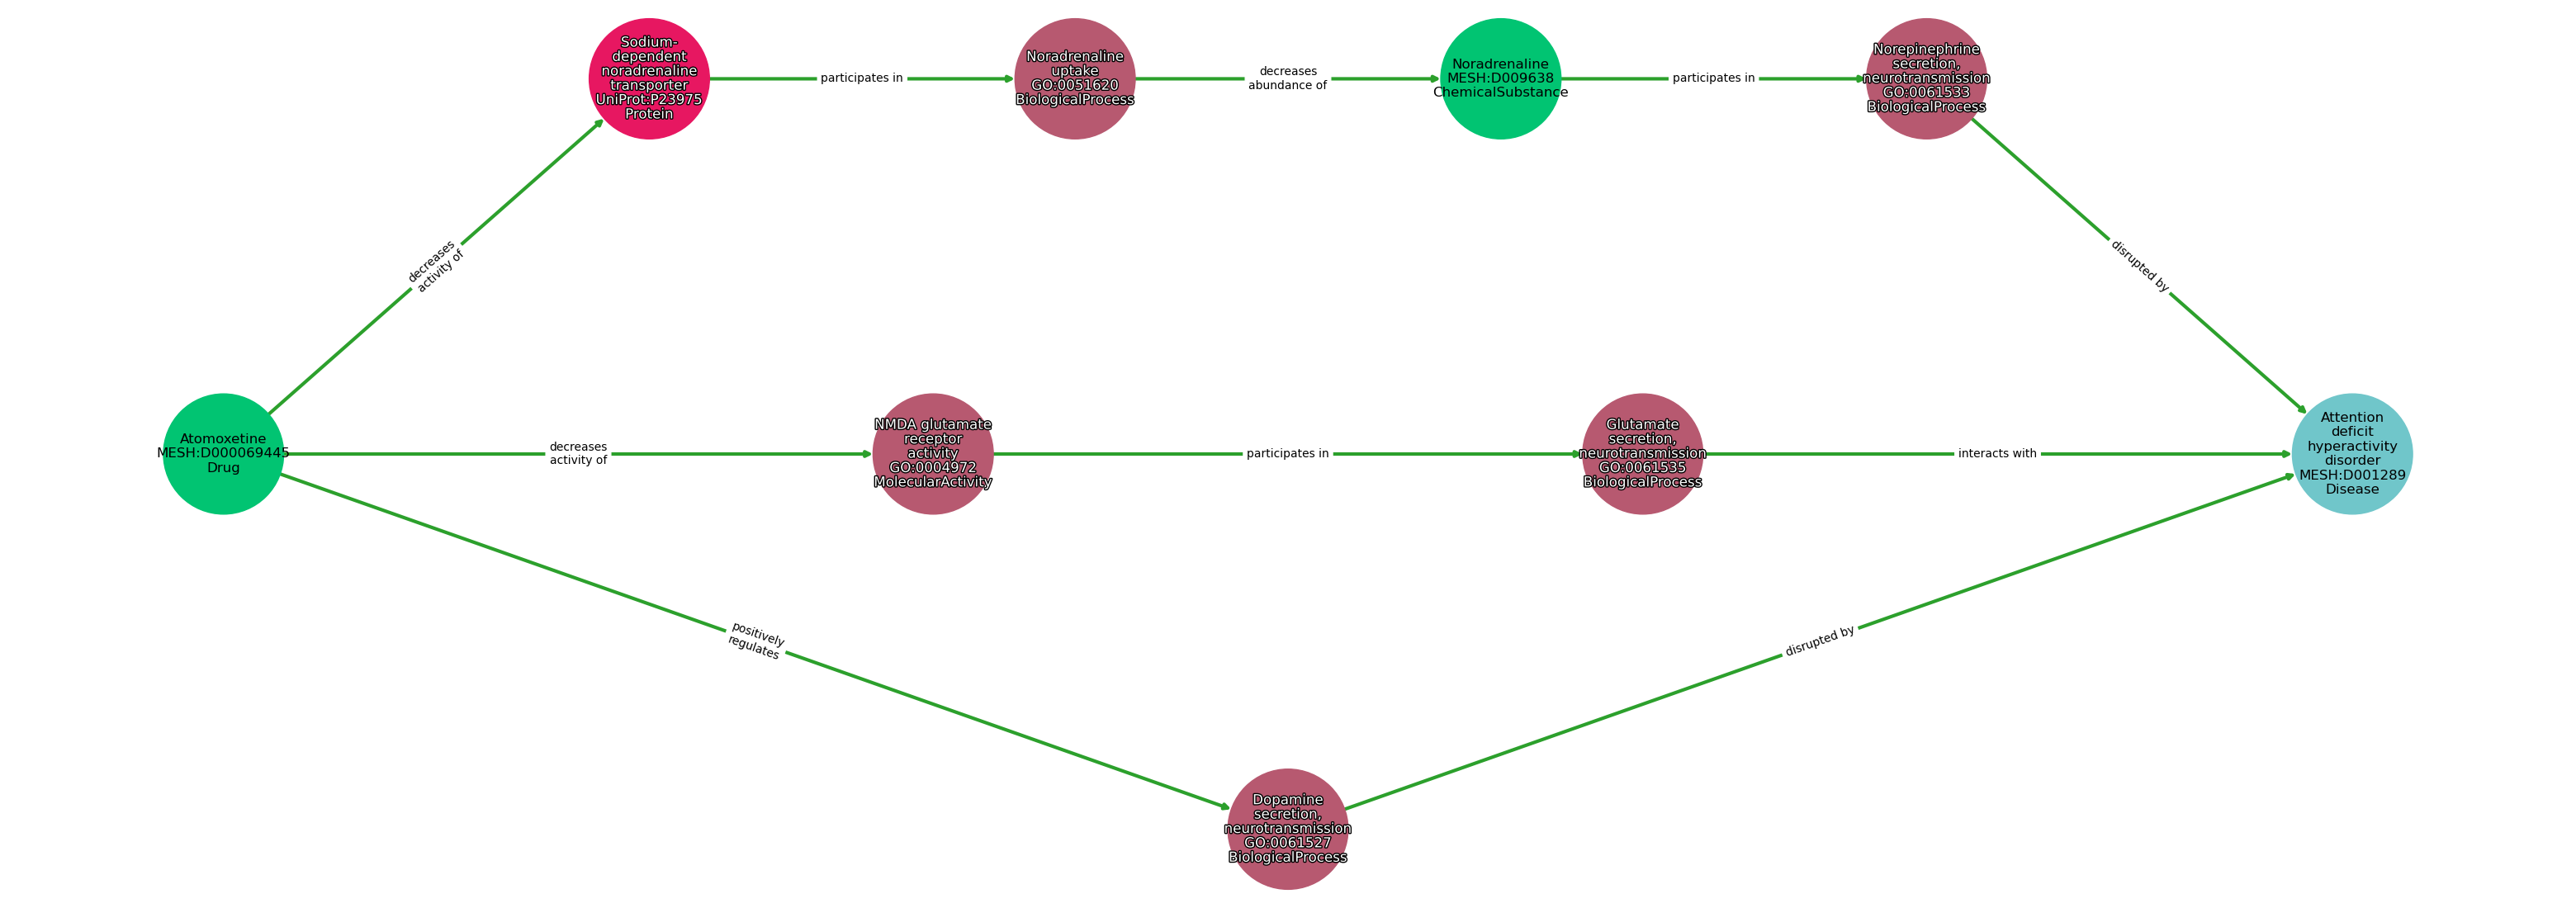 Sodium-
dependent
noradrenaline
transporter
UniProt:P23975
Protein
participates in
Noradrenaline
uptake
GO:0051620
BiologicalProcess
decreases
abundance of
Noradrenaline
MESH:D009638
ChemicalSubstance
participates in
Norepinephrine
secretion,
neurotransmission
GO:0061533
BiologicalProcess
decreases
activity of
disrupted by
Atomoxetine
MESH:D000069445
Drug
decreases
activity of
NMDA glutamate
receptor
activity
GO:0004972
MolecularActivity
participates in
Glutamate
secretion,
neurotransmission
GO:0061535
BiologicalProcess
interacts with
Attention
deficit
hyperactivity
disorder
MESH:D001289
Disease
positively
regulates
disrupted by
Dopamine
secretion,
neurotransmission
GO:0061527
BiologicalProcess